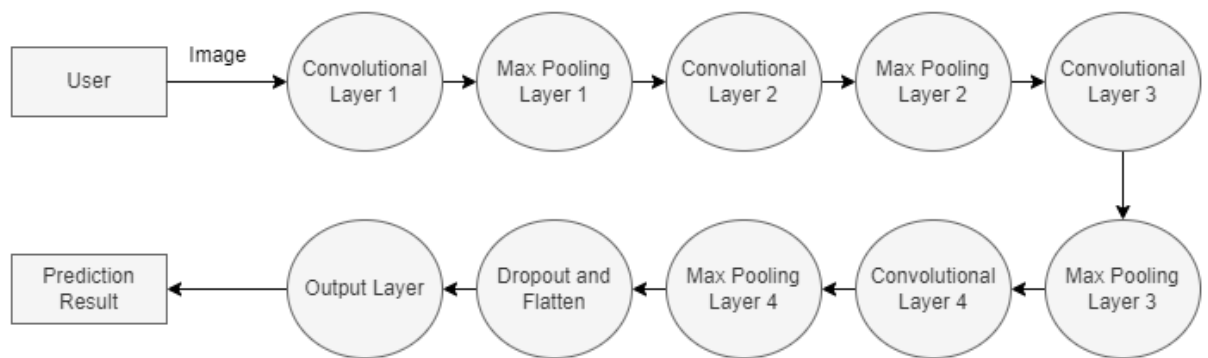 User
Image
Convolutional
Layer 1
Max Pooling
Layer 1
Convolutional
Layer 2
Max Pooling
Layer 2
Convolutional
Layer 3
Max Pooling
Layer 3
Convolutional
Layer 4
Max Pooling
Layer 4
Dropout and
Flatten
Output Layer
Prediction
Result